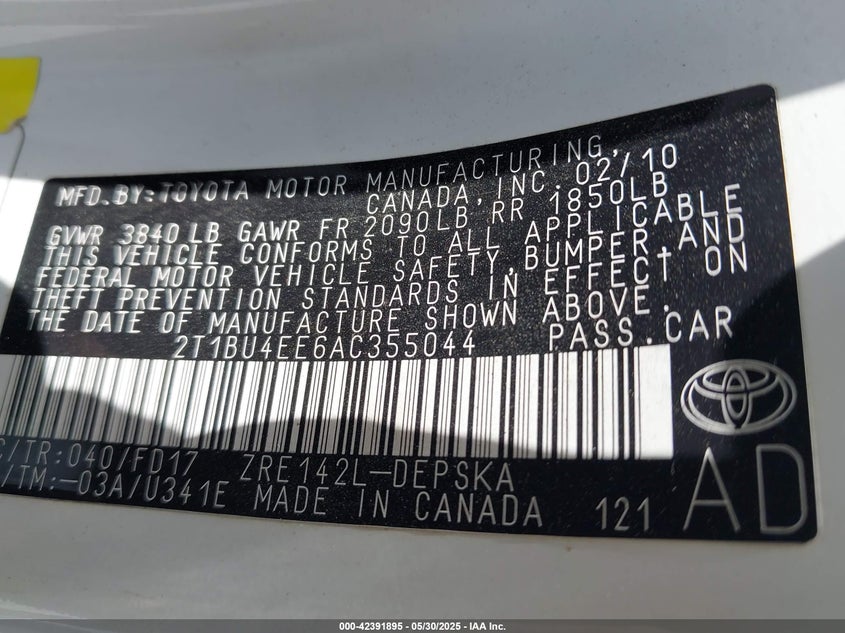 MFD.BY:TOYOTA MOTOR MANUFACTURING,
CANADA, INC. 02/10
GVWR 3840LB GAWR FR 2090LB RR 1850LB
THIS VEHICLE CONFORMS TO ALL APPLICABLE
FEDERAL MOTOR VEHICLE SAFETY,BUMPER,AND
THEFT PREVENTION STANDARDS IN EFFECT ON
THE DATE OF MANUFACTURE SHOWN ABOVE.
2T1BU4EE6AC355044 PASS.CAR
C/TR:040/FD17 ZRE142L-DEPSKA
/TM:-03A/U341E MADE IN CANADA 121 AD
000-42391895 - 05/30/2025 - IAA Inc.